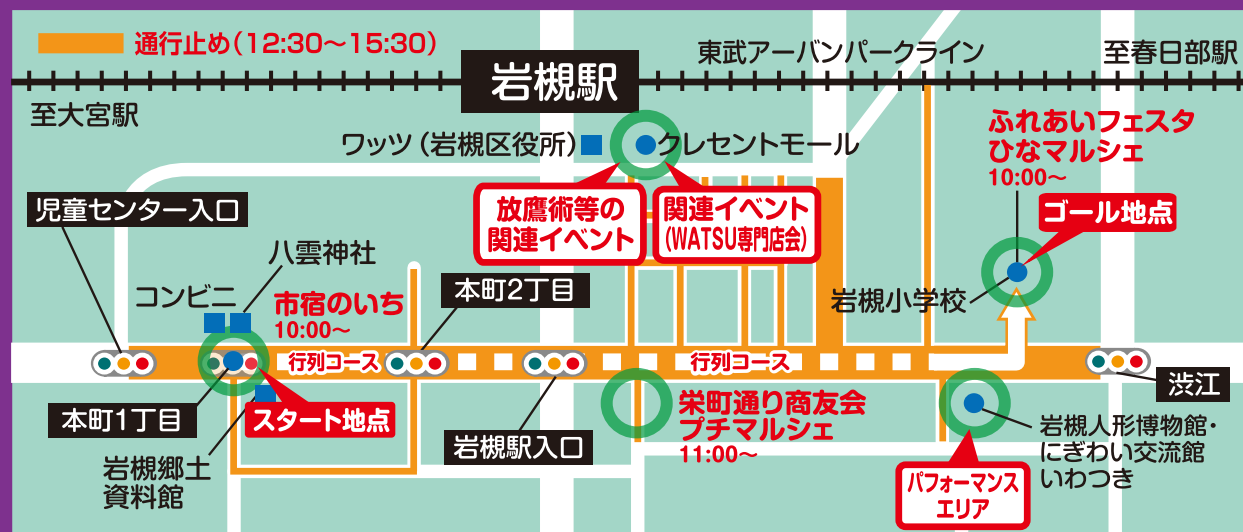 通行止め(12:30〜15:30)
岩槻駅
東武アーバンパークライン
至春日部駅
至大宮駅
ワッツ(岩槻区役所)
クレセントモール
ふれあいフェスタ
ひなマルシェ
10:00〜
ゴール地点
放鷹術等の
関連イベント
関連イベント
(WATSU専門店会)
児童センター入口
八雲神社
コンビニ
市宿のいち
10:00〜
本町2丁目
岩槻小学校
行列コース
行列コース
本町1丁目
スタート地点
岩槻郷土
資料館
岩槻駅入口
栄町通り商友会
プチマルシェ
11:00〜
渋江
岩槻人形博物館・
にぎわい交流館
いわつき
パフォーマンス
エリア